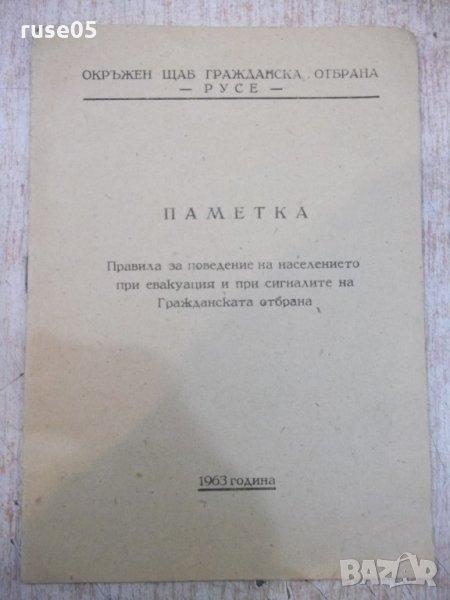 ruse05
ОКРЪЖЕН ЩАБ ГРАЖДАНСКА ОТБРАНА
— РУСЕ —
ПАМЕТКА
Правила за поведение на населението
при евакуация и при сигналите на
Гражданската отбрана
1963 година
BAZAR